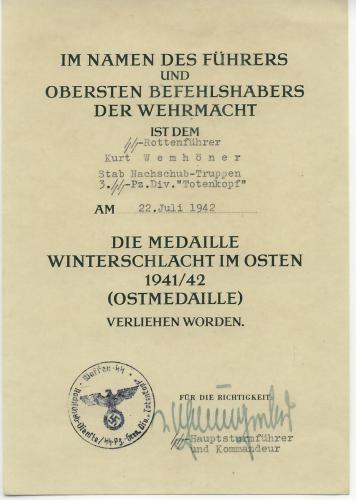 IM NAMEN DES FÜHRERS
UND
OBERSTEN BEFEHLSHABERS
DER WEHRMACHT
IST DEM
ᛋᛋ-Rottenführer
Kurt Wemhöner
Stab Nachschub-Truppen
3.ᛋᛋ-Pz.Div."Totenkopf"
AM 22.Juli 1942
DIE MEDAILLE
WINTERSCHLACHT IM OSTEN
1941/42
(OSTMEDAILLE)
VERLIEHEN WORDEN.
FÜR DIE RICHTIGKEIT:
ᛋᛋ-Hauptsturmführer
und Kommandeur
Waffen-ᛋᛋ